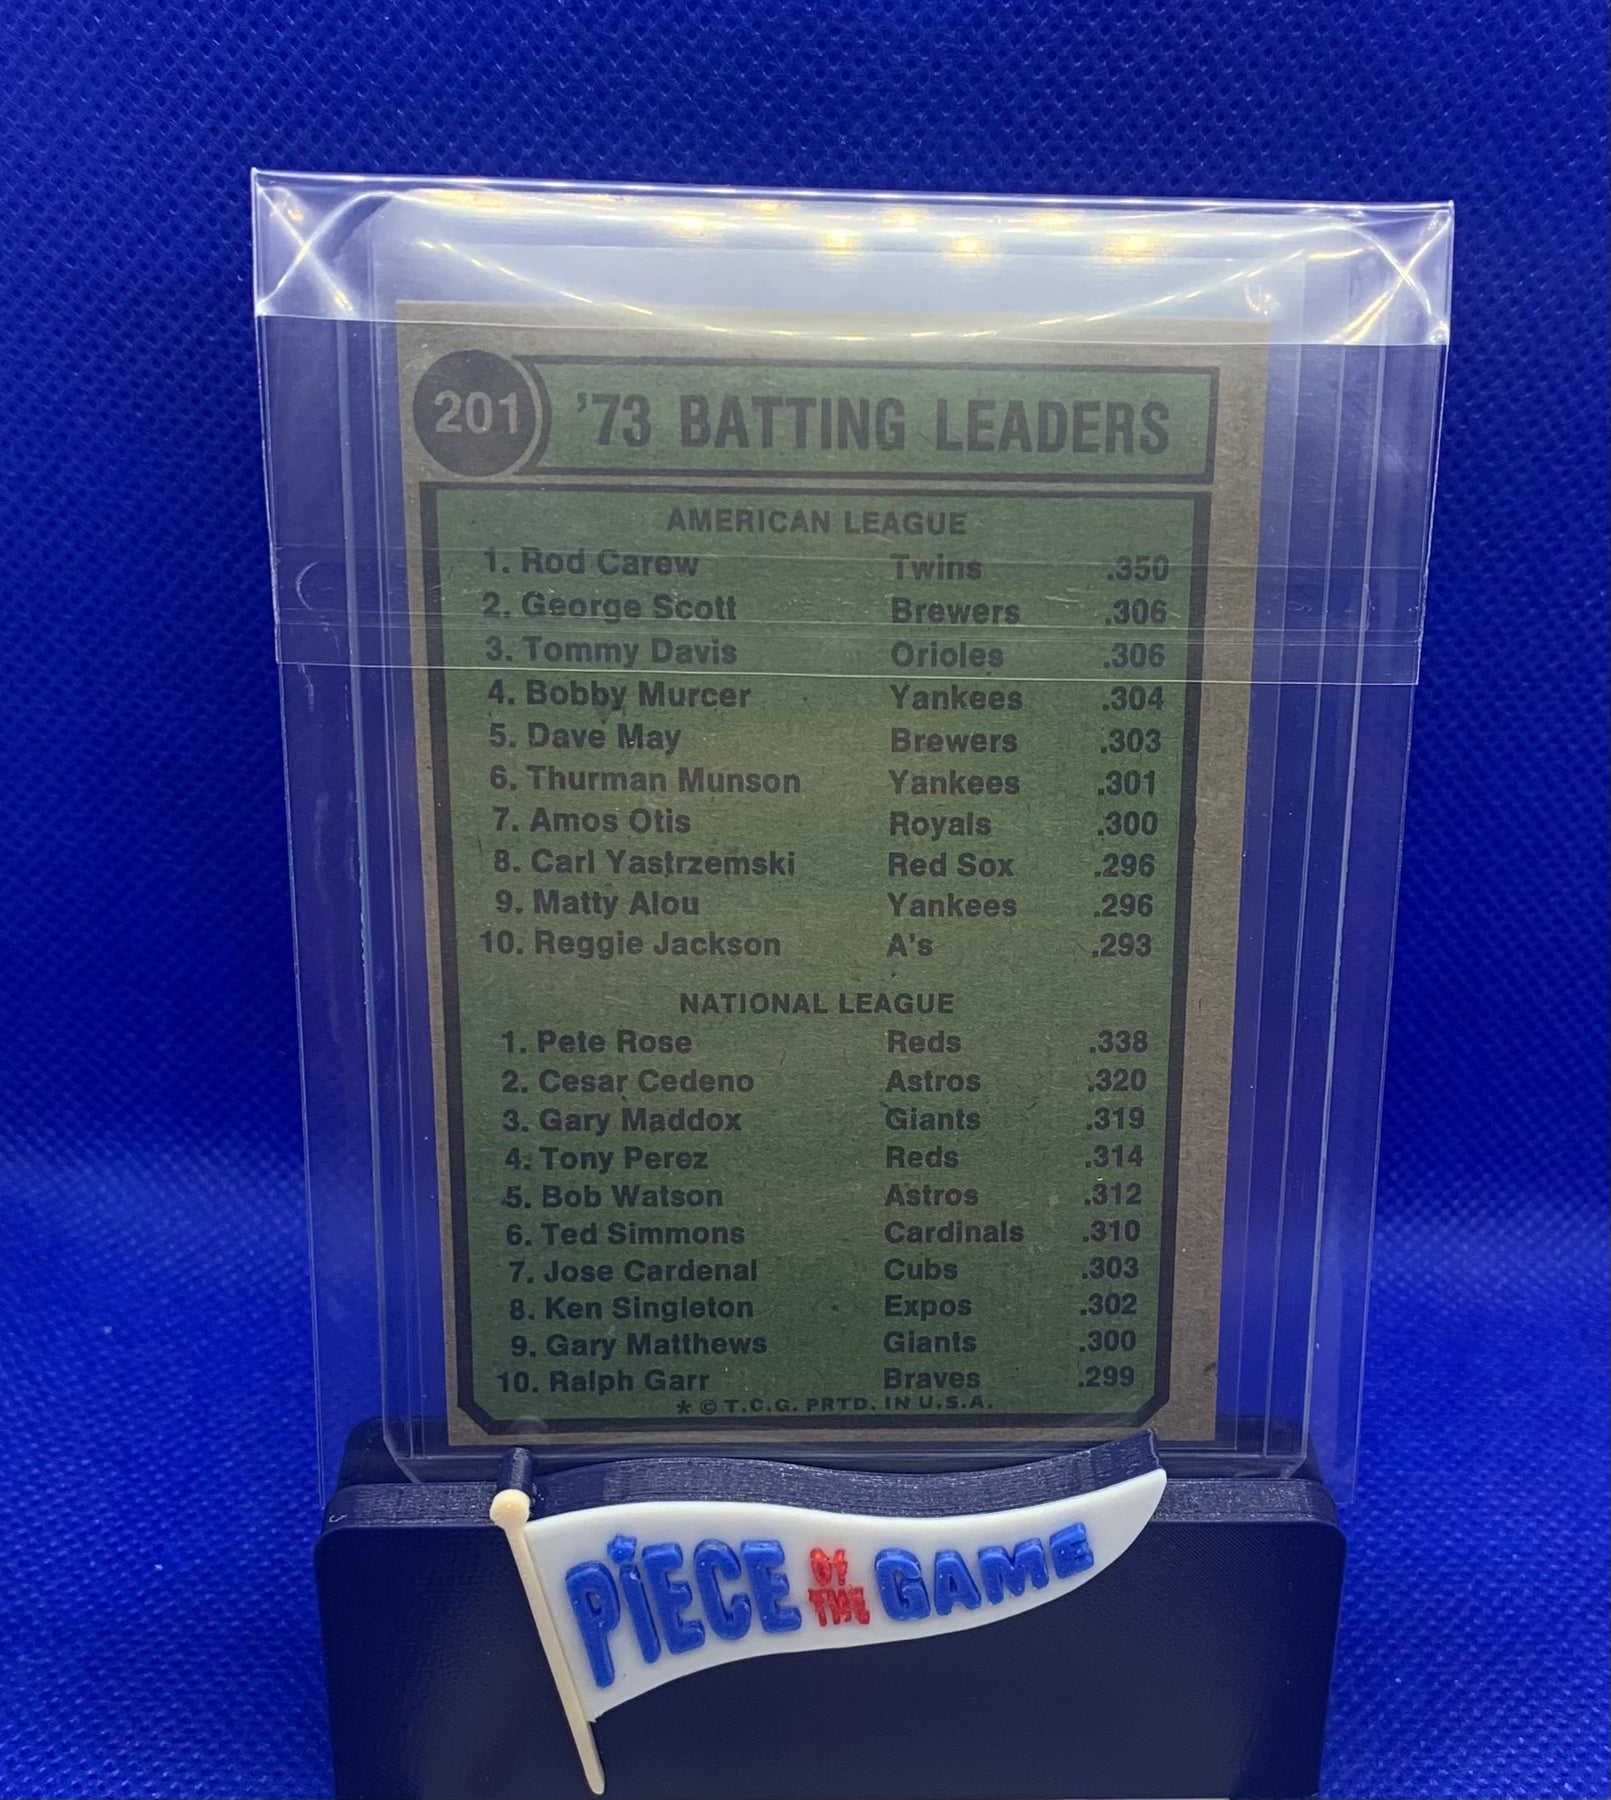 201 '73 BATTING LEADERS
AMERICAN LEAGUE
1. Rod Carew Twins .350
2. George Scott Brewers .306
3. Tommy Davis Orioles .306
4. Bobby Murcer Yankees .304
5. Dave May Brewers .303
6. Thurman Munson Yankees .301
7. Amos Otis Royals .300
8. Carl Yastrzemski Red Sox .296
9. Matty Alou Yankees .296
10. Reggie Jackson A's .293
NATIONAL LEAGUE
1. Pete Rose Reds .338
2. Cesar Cedeno Astros .320
3. Gary Maddox Giants .319
4. Tony Perez Reds .314
5. Bob Watson Astros .312
6. Ted Simmons Cardinals .310
7. Jose Cardenal Cubs .303
8. Ken Singleton Expos .302
9. Gary Matthews Giants .300
10. Ralph Garr Braves .299
* © T.C.G. PRTD. IN U.S.A.
PiECE OF THE GAME